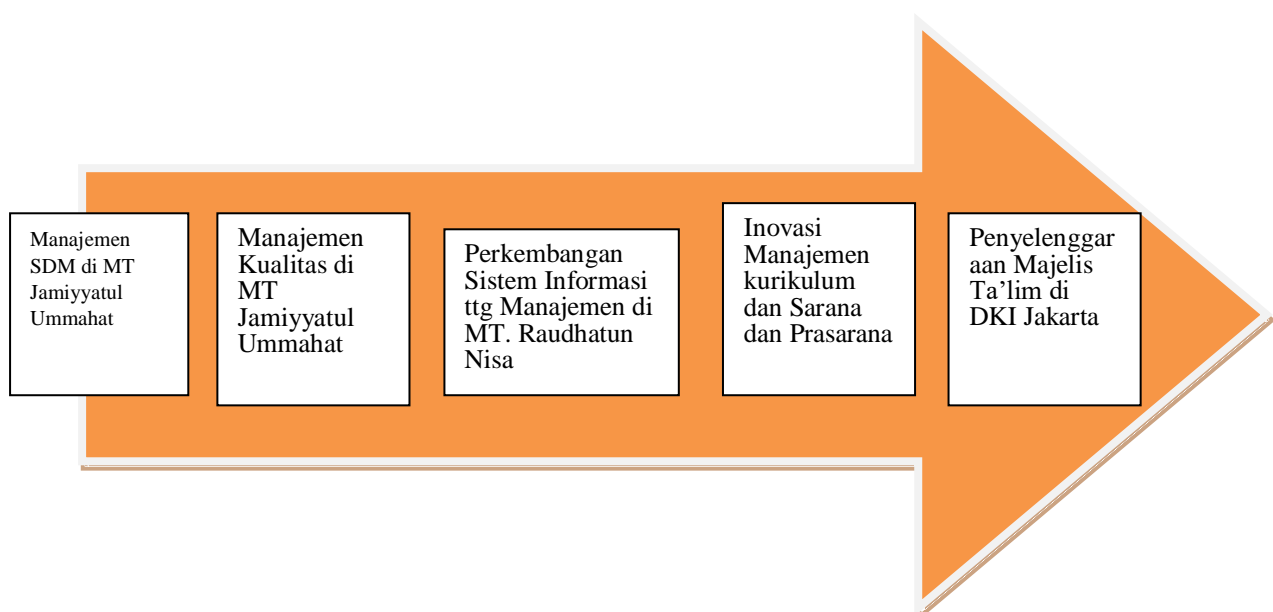 Manajemen
SDM di MT
Jamiyyatul
Ummahat
Manajemen
Kualitas di
MT
Jamiyyatul
Ummahat
Perkembangan
Sistem Informasi
ttg Manajemen di
MT. Raudhatun
Nisa
Inovasi
Manajemen
kurikulum
dan Sarana
dan Prasarana
Penyelenggar
aan Majelis
Ta’lim di
DKI Jakarta